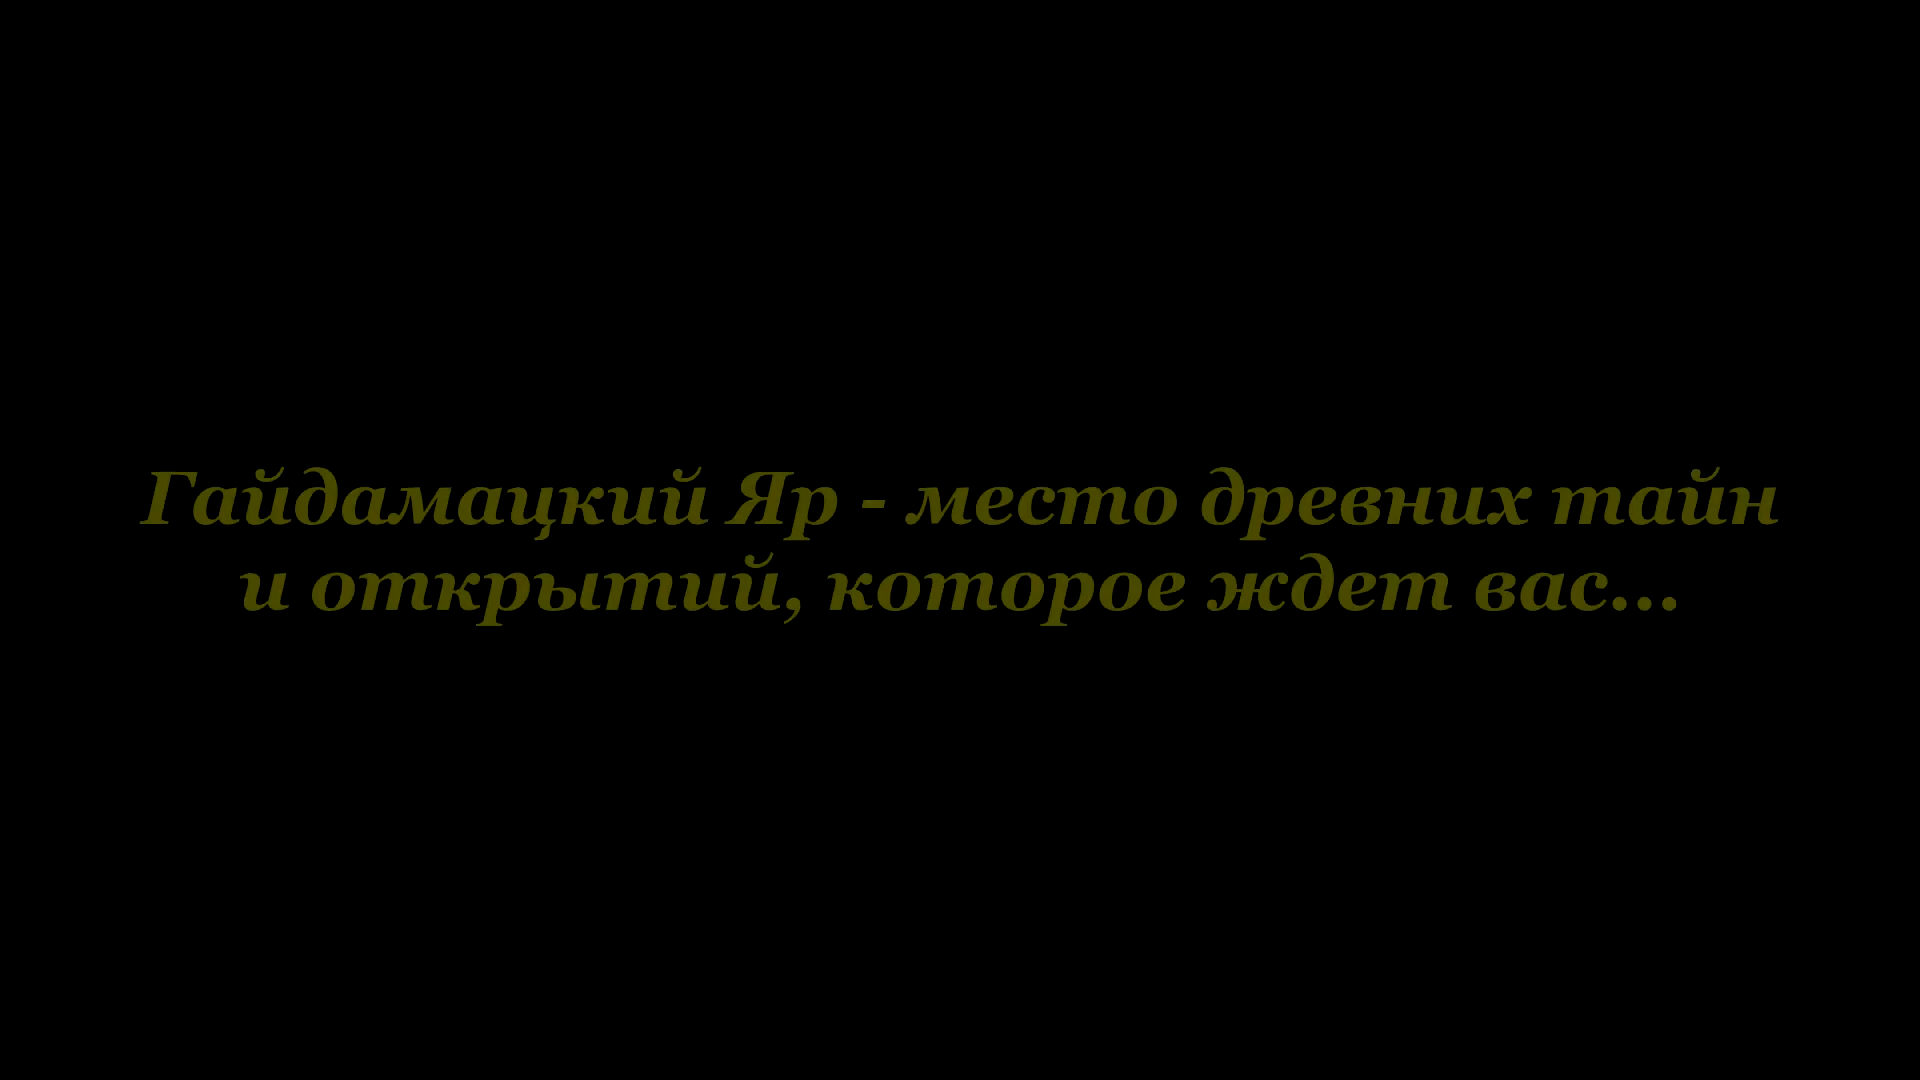 Гайдамацкий Яр - место древних тайн
и открытий, которое ждет вас...